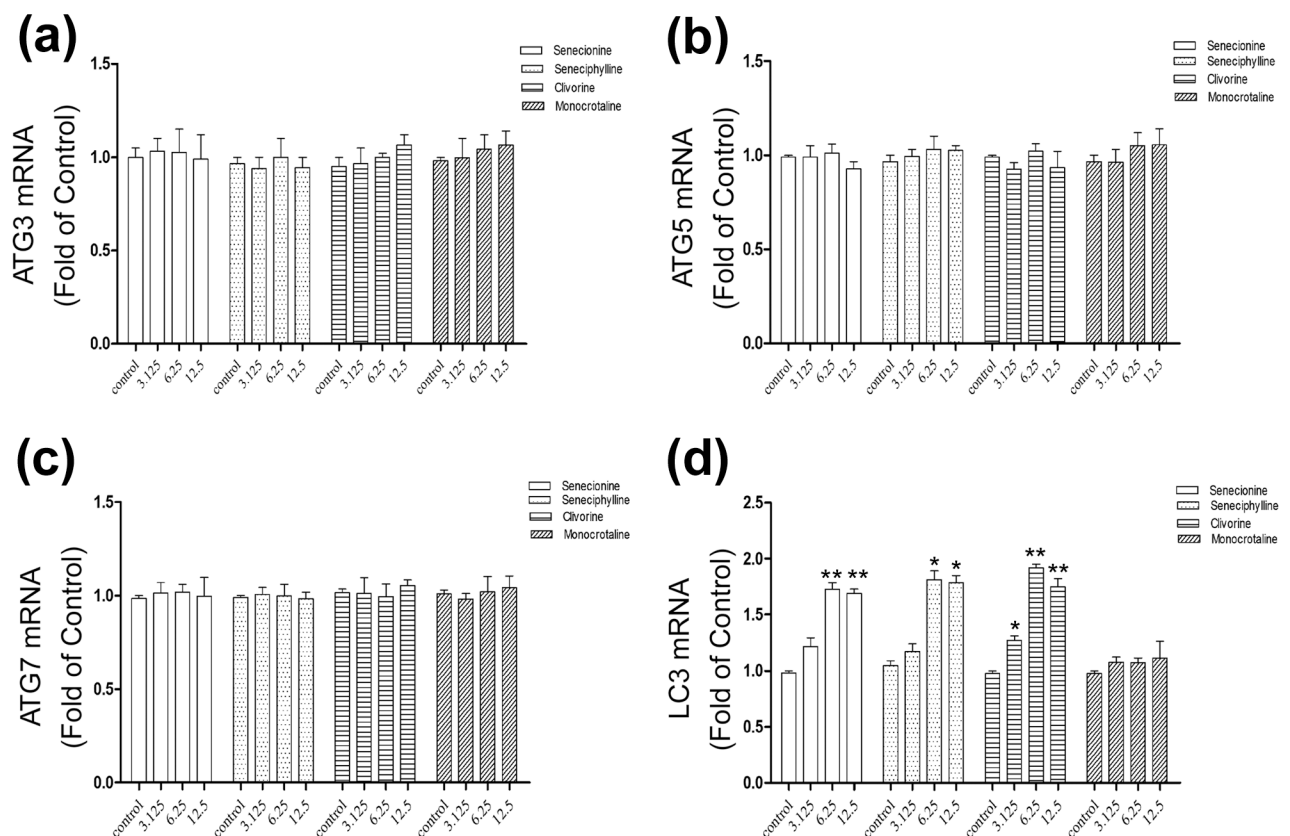 (a)
Senecionine
Seneciphylline
Clivorine
Monocrotaline
ATG3 mRNA
(Fold of Control)
1.5
1.0
0.5
0.0
control 3.125 6.25 12.5 control 3.125 6.25 12.5 control 3.125 6.25 12.5 control 3.125 6.25 12.5
(b)
Senecionine
Seneciphylline
Clivorine
Monocrotaline
ATG5 mRNA
(Fold of Control)
1.5
1.0
0.5
0.0
control 3.125 6.25 12.5 control 3.125 6.25 12.5 control 3.125 6.25 12.5 control 3.125 6.25 12.5
(c)
Senecionine
Seneciphylline
Clivorine
Monocrotaline
ATG7 mRNA
(Fold of Control)
1.5
1.0
0.5
0.0
control 3.125 6.25 12.5 control 3.125 6.25 12.5 control 3.125 6.25 12.5 control 3.125 6.25 12.5
(d)
Senecionine
Seneciphylline
Clivorine
Monocrotaline
LC3 mRNA
(Fold of Control)
2.5
2.0
1.5
1.0
0.5
0.0
** ** * * * ** **
control 3.125 6.25 12.5 control 3.125 6.25 12.5 control 3.125 6.25 12.5 control 3.125 6.25 12.5